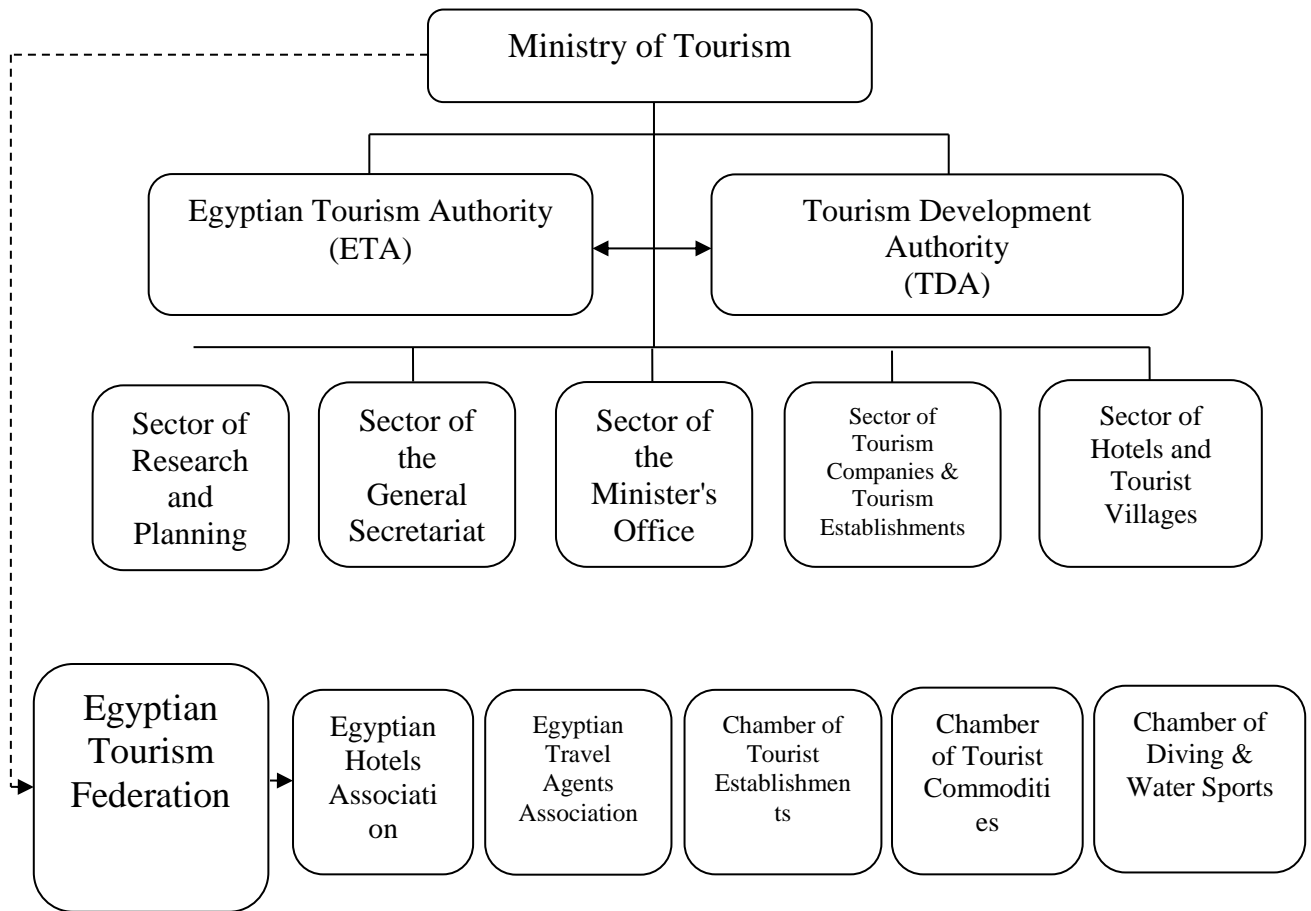 Ministry of Tourism
Egyptian Tourism Authority
(ETA)
Tourism Development
Authority
(TDA)
Sector of
Research
and
Planning
Sector of
the
General
Secretariat
Sector of
the
Minister's
Office
Sector of
Tourism
Companies &
Tourism
Establishments
Sector of
Hotels and
Tourist
Villages
Egyptian
Tourism
Federation
Egyptian
Hotels
Associati
on
Egyptian
Travel
Agents
Association
Chamber of
Tourist
Establishmen
ts
Chamber
of Tourist
Commoditi
es
Chamber of
Diving &
Water Sports